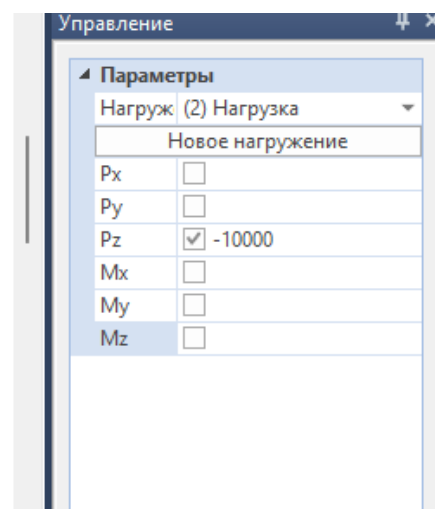 Управление
Параметры
Нагруж (2) Нагрузка
Новое нагружение
Px
Py
Pz -10000
Mx
My
Mz